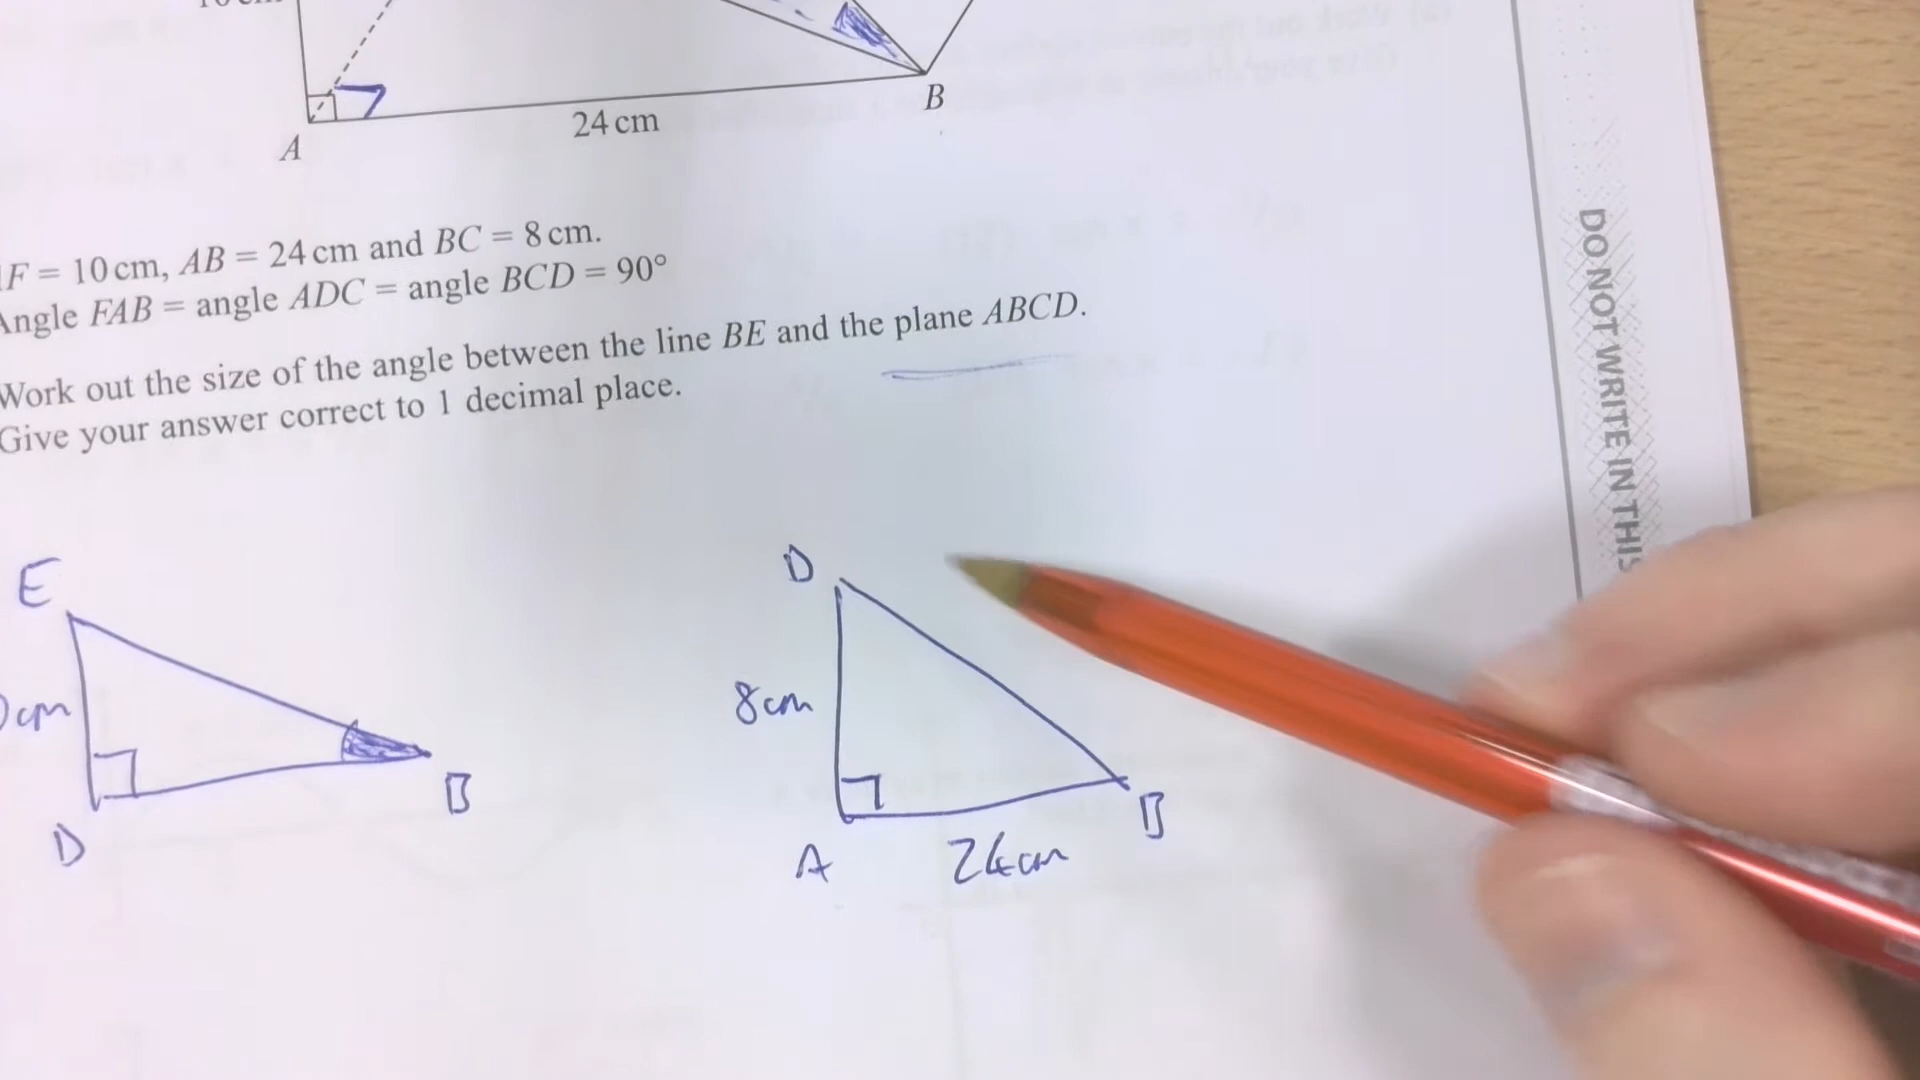 A
24 cm
B
F = 10 cm, AB = 24 cm and BC = 8 cm.
Angle FAB = angle ADC = angle BCD = 90°
Work out the size of the angle between the line BE and the plane ABCD.
Give your answer correct to 1 decimal place.
DO NOT WRITE IN THIS
E
cm
D
B
D
8cm
A
24cm
B